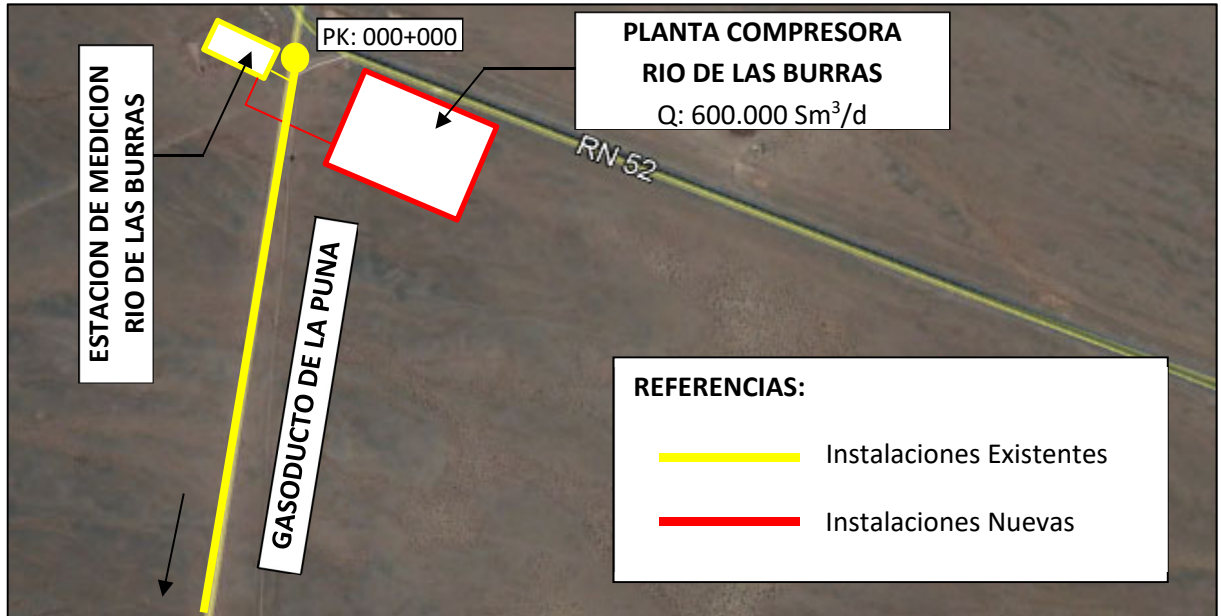 PK: 000+000
PLANTA COMPRESORA
RIO DE LAS BURRAS
Q: 600.000 Sm³/d
ESTACION DE MEDICION
RIO DE LAS BURRAS
RN 52
GASODUCTO DE LA PUNA
REFERENCIAS:
Instalaciones Existentes
Instalaciones Nuevas